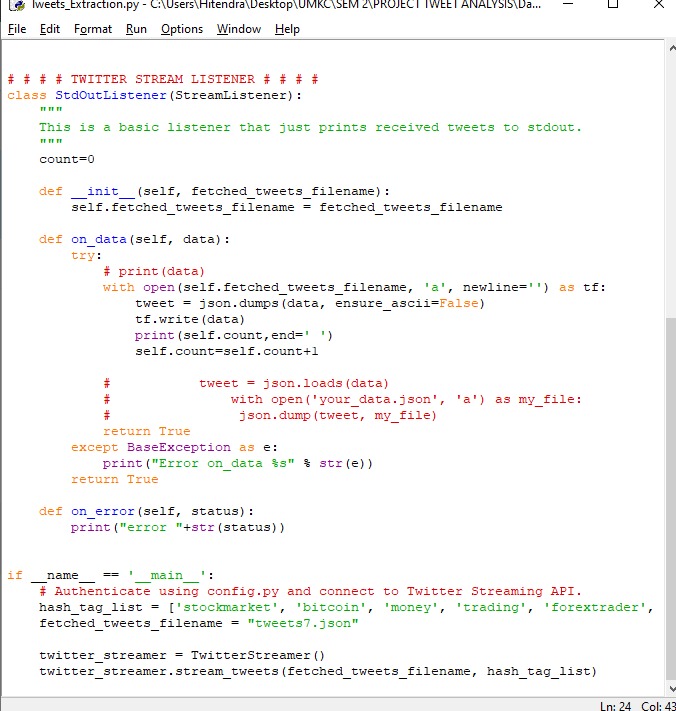 Tweets_Extraction.py - C:\Users\Hitendra\Desktop\UMKC\SEM 2\PROJECT TWEET ANALYSIS\Da...
File Edit Format Run Options Window Help
# # # # TWITTER STREAM LISTENER # # # #
class StdOutListener(StreamListener):
    """
    This is a basic listener that just prints received tweets to stdout.
    """
    count=0
    def __init__(self, fetched_tweets_filename):
        self.fetched_tweets_filename = fetched_tweets_filename
    def on_data(self, data):
        try:
            # print(data)
            with open(self.fetched_tweets_filename, 'a', newline='') as tf:
                tweet = json.dumps(data, ensure_ascii=False)
                tf.write(data)
                print(self.count,end=' ')
                self.count=self.count+1
            #           tweet = json.loads(data)
            #               with open('your_data.json', 'a') as my_file:
            #                json.dump(tweet, my_file)
            return True
        except BaseException as e:
            print("Error on_data %s" % str(e))
        return True
    def on_error(self, status):
        print("error "+str(status))
if __name__ == '__main__':
    # Authenticate using config.py and connect to Twitter Streaming API.
    hash_tag_list = ['stockmarket', 'bitcoin', 'money', 'trading', 'forextrader',
    fetched_tweets_filename = "tweets7.json"
    twitter_streamer = TwitterStreamer()
    twitter_streamer.stream_tweets(fetched_tweets_filename, hash_tag_list)
Ln: 24 Col: 43